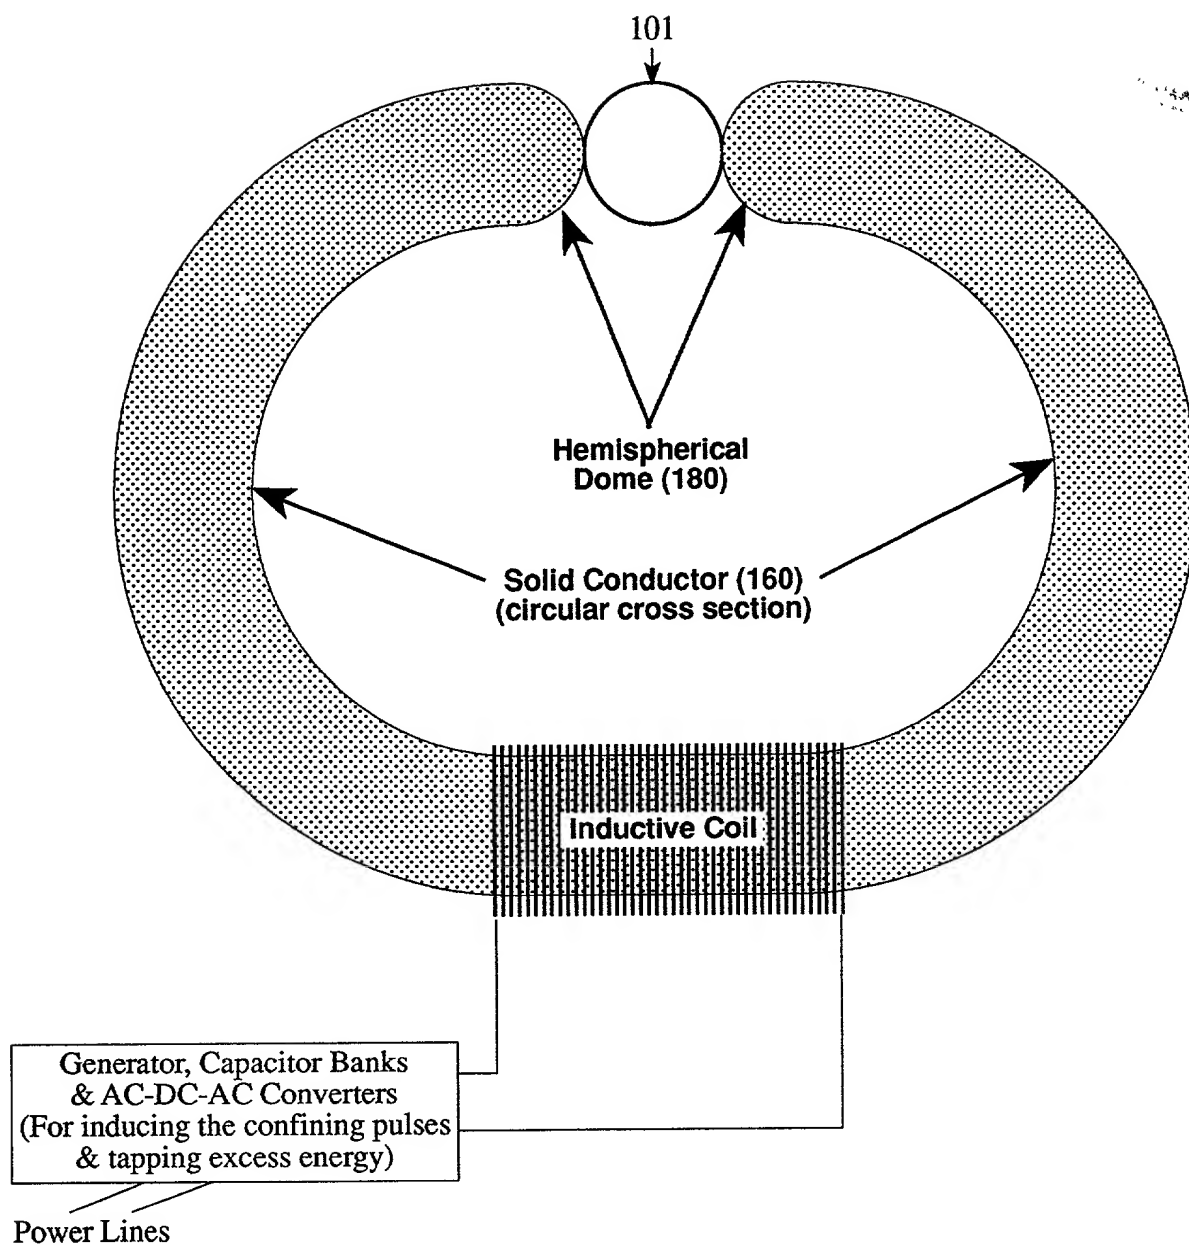 101
Hemispherical
Dome (180)
Solid Conductor (160)
(circular cross section)
Inductive Coil
Generator, Capacitor Banks
& AC-DC-AC Converters
(For inducing the confining pulses
& tapping excess energy)
Power Lines